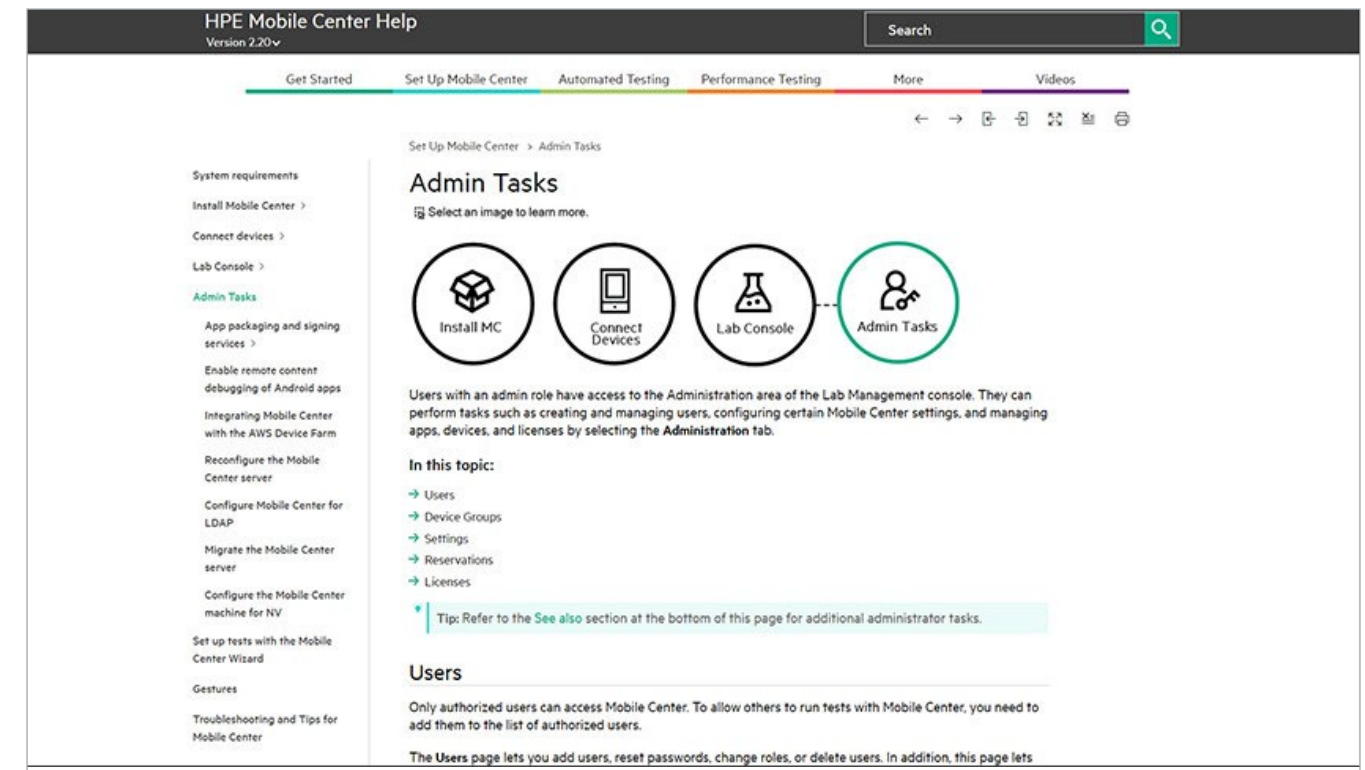 HPE Mobile Center Help
Version 2.20
Search
Get Started
Set Up Mobile Center
Automated Testing
Performance Testing
More
Videos
Set Up Mobile Center > Admin Tasks
System requirements
Install Mobile Center >
Connect devices >
Lab Console >
Admin Tasks
App packaging and signing
services >
Enable remote content
debugging of Android apps
Integrating Mobile Center
with the AWS Device Farm
Reconfigure the Mobile
Center server
Configure Mobile Center for
LDAP
Migrate the Mobile Center
server
Configure the Mobile Center
machine for NV
Set up tests with the Mobile
Center Wizard
Gestures
Troubleshooting and Tips for
Mobile Center
Admin Tasks
Select an image to learn more.
Install MC
Connect
Devices
Lab Console
Admin Tasks
Users with an admin role have access to the Administration area of the Lab Management console. They can
perform tasks such as creating and managing users, configuring certain Mobile Center settings, and managing
apps, devices, and licenses by selecting the Administration tab.
In this topic:
→ Users
→ Device Groups
→ Settings
→ Reservations
→ Licenses
Tip: Refer to the See also section at the bottom of this page for additional administrator tasks.
Users
Only authorized users can access Mobile Center. To allow others to run tests with Mobile Center, you need to
add them to the list of authorized users.
The Users page lets you add users, reset passwords, change roles, or delete users. In addition, this page lets